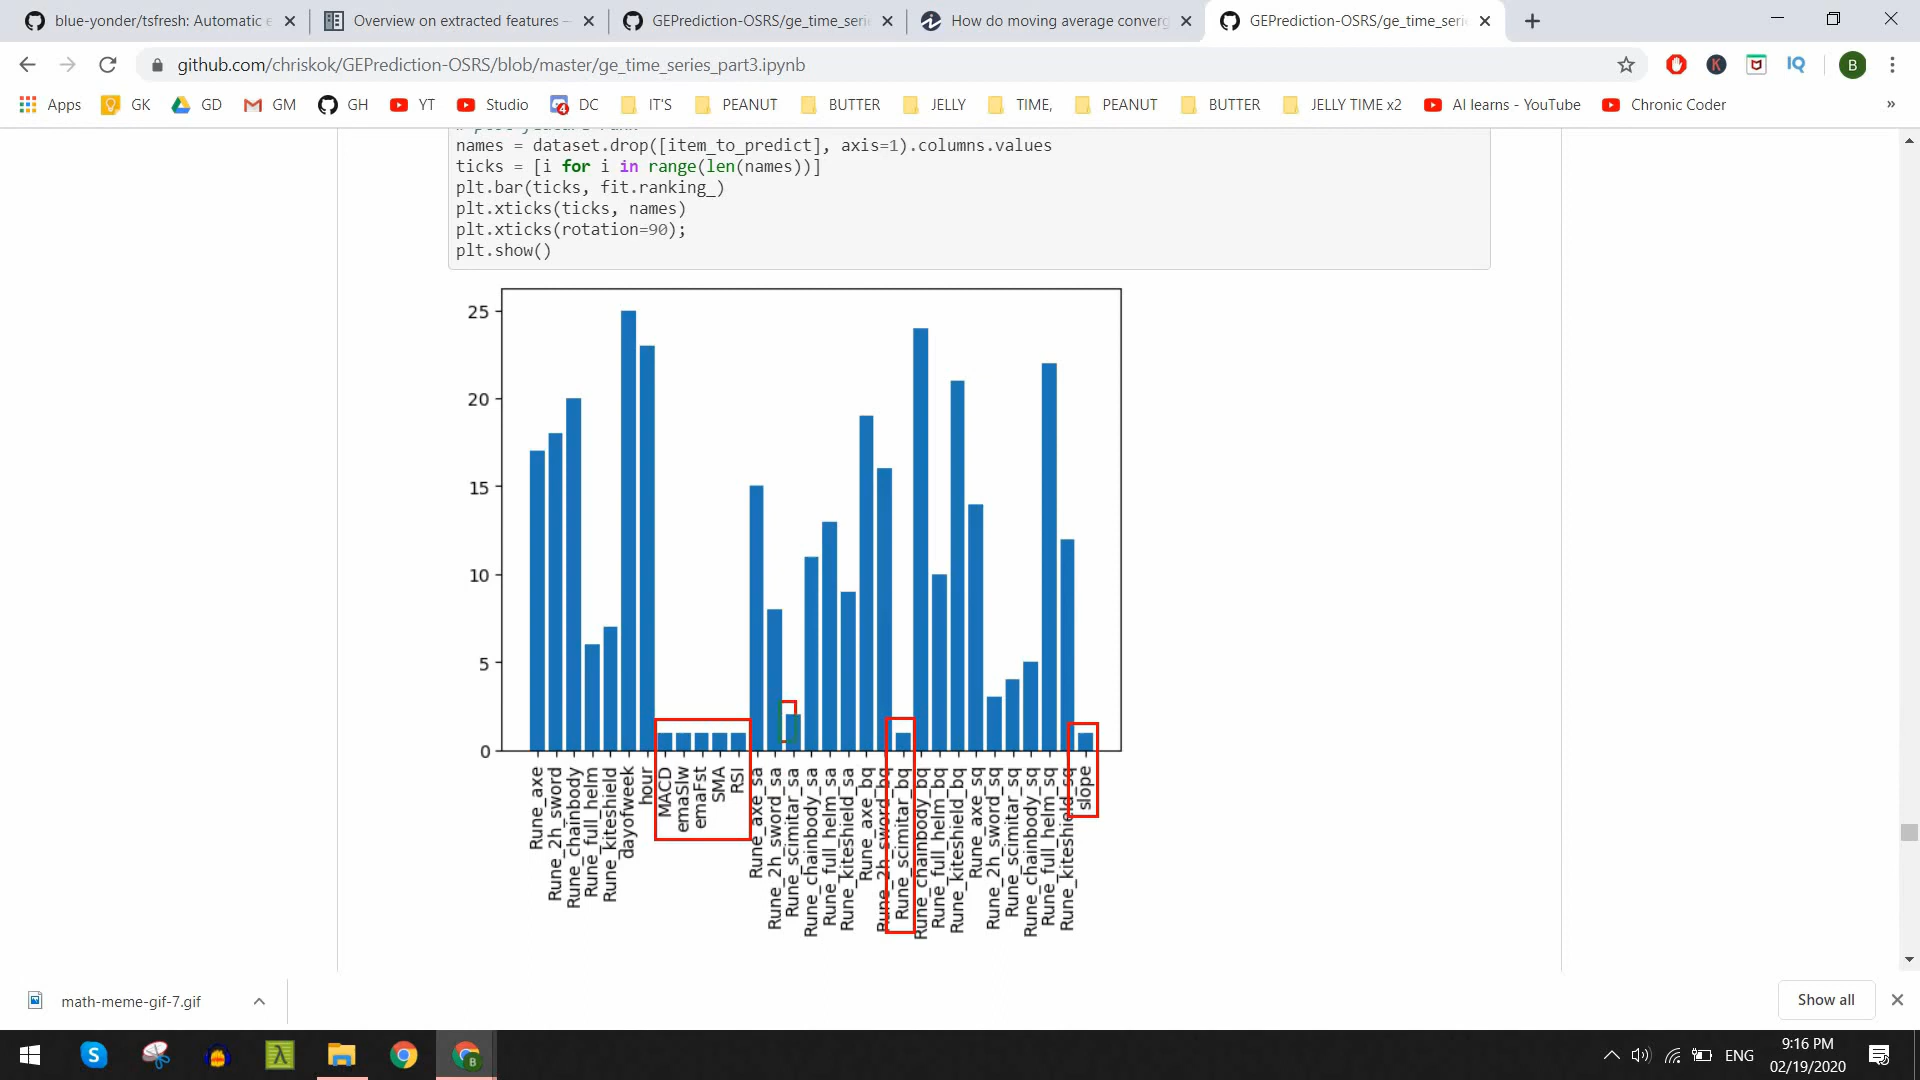 blue-yonder/tsfresh: Automatic e
Overview on extracted features –
GEPrediction-OSRS/ge_time_serie
How do moving average converg
GEPrediction-OSRS/ge_time_serie
github.com/chriskok/GEPrediction-OSRS/blob/master/ge_time_series_part3.ipynb
IQ
B
Apps GK GD GM GH YT Studio DC IT'S PEANUT BUTTER JELLY TIME, PEANUT BUTTER JELLY TIME x2 AI learns - YouTube Chronic Coder »
names = dataset.drop([item_to_predict], axis=1).columns.values
ticks = [i for i in range(len(names))]
plt.bar(ticks, fit.ranking_)
plt.xticks(ticks, names)
plt.xticks(rotation=90);
plt.show()
25
20
15
10
5
0
Rune_axe
Rune_2h_sword
Rune_chainbody
Rune_full_helm
Rune_kiteshield
dayofweek
hour
MACD
emaSlw
emaFst
SMA
RSI
Rune_axe_sa
Rune_2h_sword_sa
Rune_scimitar_sa
Rune_chainbody_sa
Rune_full_helm_sa
Rune_kiteshield_sa
Rune_axe_bq
Rune_2h_sword_bq
Rune_scimitar_bq
Rune_chainbody_bq
Rune_full_helm_bq
Rune_kiteshield_bq
Rune_axe_sq
Rune_2h_sword_sq
Rune_scimitar_sq
Rune_chainbody_sq
Rune_full_helm_sq
Rune_kiteshield_sq
slope
math-meme-gif-7.gif
Show all
ENG
9:16 PM
02/19/2020